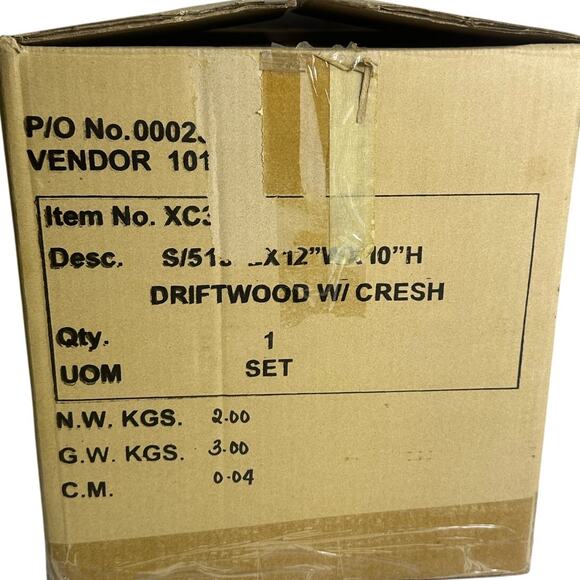 P/O No.0002
VENDOR 101
Item No. XC3
Desc. S/51 X12”W X 10”H
DRIFTWOOD W/ CRESH
Qty. 1
UOM SET
N.W. KGS. 2.00
G.W. KGS. 3.00
C.M. 0.04